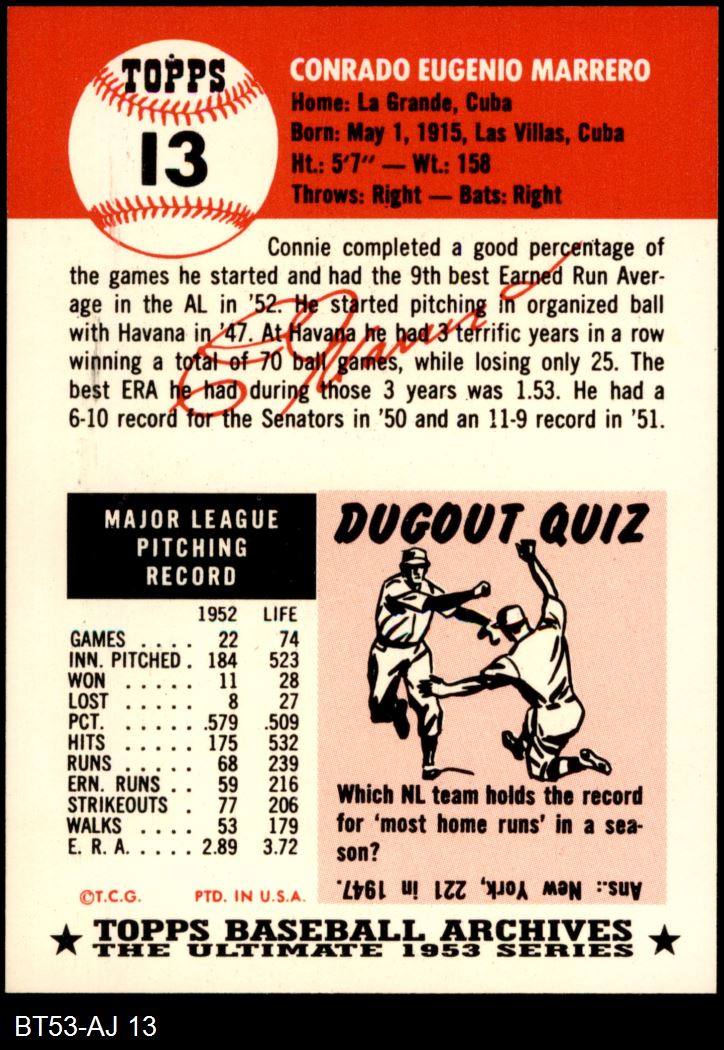 TOPPS
13
CONRADO EUGENIO MARRERO
Home: La Grande, Cuba
Born: May 1, 1915, Las Villas, Cuba
Ht.: 5'7" — Wt.: 158
Throws: Right — Bats: Right
Connie completed a good percentage of
the games he started and had the 9th best Earned Run Aver-
age in the AL in '52. He started pitching in organized ball
with Havana in '47. At Havana he had 3 terrific years in a row
winning a total of 70 ball games, while losing only 25. The
best ERA he had during those 3 years was 1.53. He had a
6-10 record for the Senators in '50 and an 11-9 record in '51.
MAJOR LEAGUE
PITCHING
RECORD
1952 LIFE
GAMES . . . . 22 74
INN. PITCHED . 184 523
WON . . . . . 11 28
LOST . . . . . 8 27
PCT. . . . . . . .579 .509
HITS . . . . . 175 532
RUNS . . . . . 68 239
ERN. RUNS . . 59 216
STRIKEOUTS . 77 206
WALKS . . . . 53 179
E. R. A. . . . . . 2.89 3.72
©T.C.G. PTD. IN U.S.A.
DUGOUT QUIZ
Which NL team holds the record
for 'most home runs' in a sea-
son?
Ans.: New York, 221 in 1947.
TOPPS BASEBALL ARCHIVES
THE ULTIMATE 1953 SERIES
BT53-AJ 13